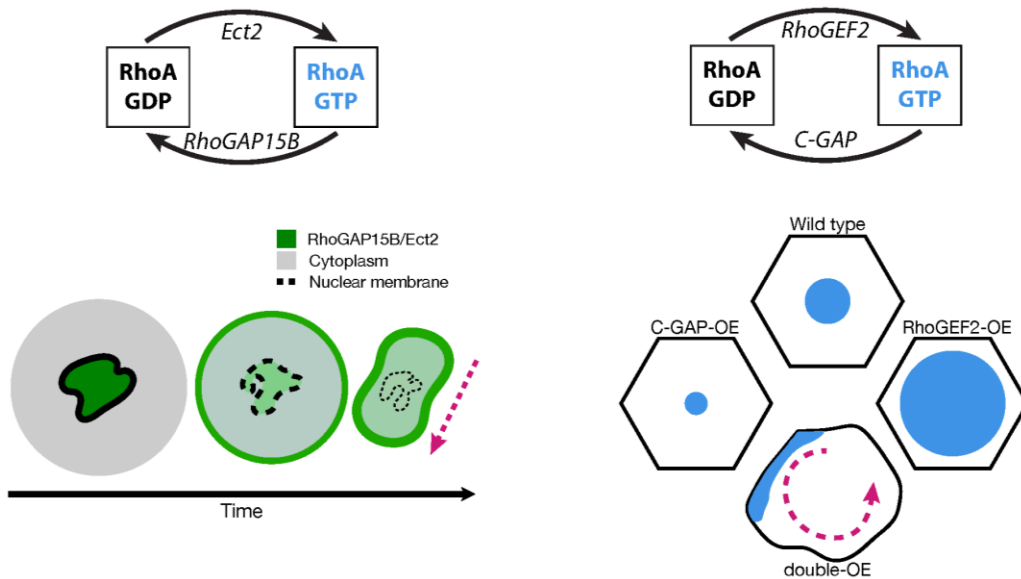 Ect2
RhoA
GDP
RhoA
GTP
RhoGAP15B
RhoGEF2
RhoA
GDP
RhoA
GTP
C-GAP
RhoGAP15B/Ect2
Cytoplasm
Nuclear membrane
Time
Wild type
C-GAP-OE
RhoGEF2-OE
double-OE